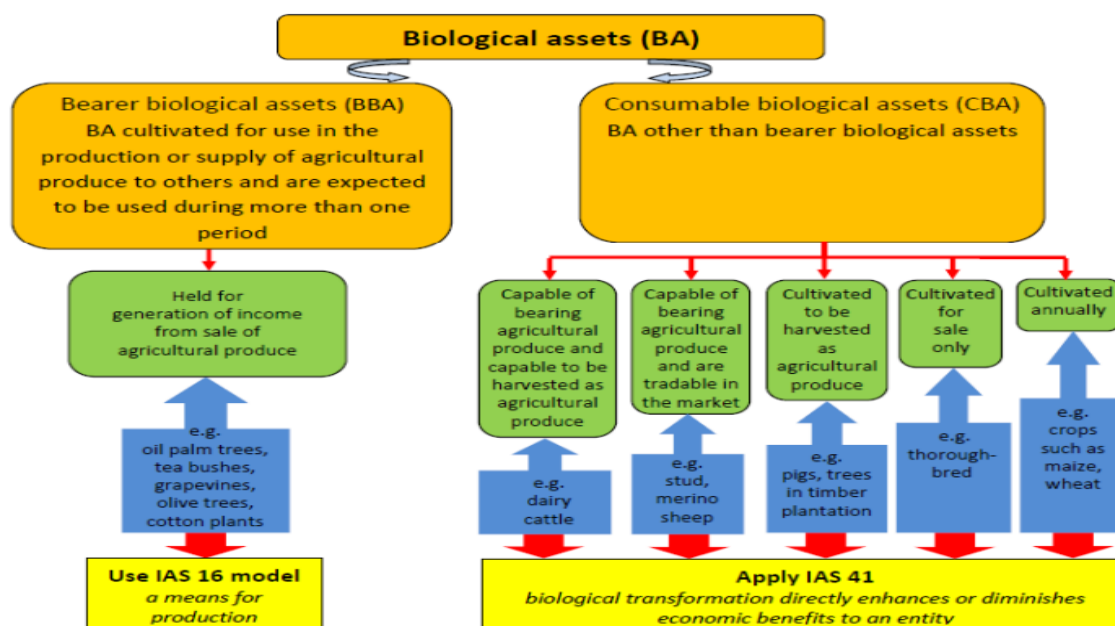 Biological assets (BA)
Bearer biological assets (BBA)
BA cultivated for use in the
production or supply of agricultural
produce to others and are expected
to be used during more than one
period
Consumable biological assets (CBA)
BA other than bearer biological assets
Held for
generation of income
from sale of
agricultural produce
Capable of
bearing
agricultural
produce and
capable to be
harvested as
agricultural
produce
Capable of
bearing
agricultural
produce
and are
tradable in
the market
Cultivated
to be
harvested
as
agricultural
produce
Cultivated
for
sale
only
Cultivated
annually
e.g.
oil palm trees,
tea bushes,
grapevines,
olive trees,
cotton plants
e.g.
dairy
cattle
e.g.
stud,
merino
sheep
e.g.
pigs, trees
in timber
plantation
e.g.
thorough-
bred
e.g.
crops
such as
maize,
wheat
Use IAS 16 model
a means for
production
Apply IAS 41
biological transformation directly enhances or diminishes
economic benefits to an entity